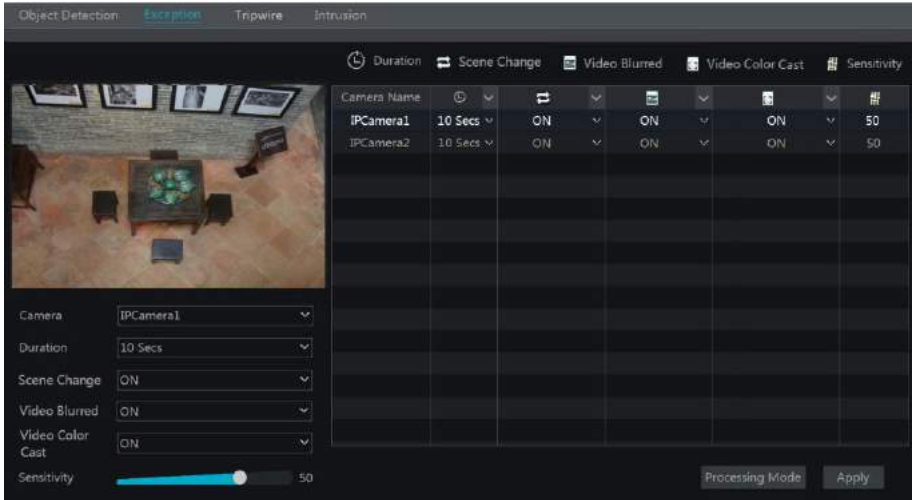 Object Detection Exception Tripwire Intrusion
Duration Scene Change Video Blurred Video Color Cast Sensitivity
Camera Name
IPCamera1 10 Secs ON ON ON 50
IPCamera2 10 Secs ON ON ON 50
Camera IPCamera1
Duration 10 Secs
Scene Change ON
Video Blurred ON
Video Color
Cast ON
Sensitivity 50
Processing Mode Apply